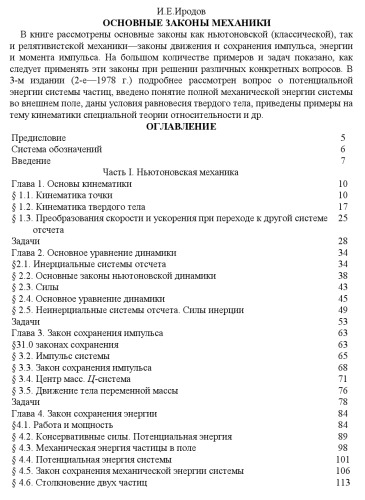 И.Е.Иродов
ОСНОВНЫЕ ЗАКОНЫ МЕХАНИКИ
В книге рассмотрены основные законы как ньютоновской (классической), так
и релятивистской механики—законы движения и сохранения импульса, энергии
и момента импульса. На большом количестве примеров и задач показано, как
следует применять эти законы при решении различных конкретных вопросов. В
3-м издании (2-е—1978 г.) подробнее рассмотрен вопрос о потенциальной
энергии системы частиц, введено понятие полной механической энергии системы
во внешнем поле, даны условия равновесия твердого тела, приведены примеры на
тему кинематики специальной теории относительности и др.
ОГЛАВЛЕНИЕ
Предисловие 5
Система обозначений 6
Введение 7
Часть I. Ньютоновская механика
Глава 1. Основы кинематики 10
§ 1.1. Кинематика точки 10
§ 1.2. Кинематика твердого тела 17
§ 1.3. Преобразования скорости и ускорения при переходе к другой системе 25
отсчета
Задачи 28
Глава 2. Основное уравнение динамики 34
§2.1. Инерциальные системы отсчета 34
§ 2.2. Основные законы ньютоновской динамики 38
§ 2.3. Силы 43
§ 2.4. Основное уравнение динамики 45
§ 2.5. Неинерциальные системы отсчета. Силы инерции 49
Задачи 53
Глава 3. Закон сохранения импульса 63
§31.0 законах сохранения 63
§ 3.2. Импульс системы 65
§ 3.3. Закон сохранения импульса 68
§ 3.4. Центр масс. Ц-система 71
§ 3.5. Движение тела переменной массы 76
Задачи 78
Глава 4. Закон сохранения энергии 84
§4.1. Работа и мощность 84
§ 4.2. Консервативные силы. Потенциальная энергия 89
§ 4.3. Механическая энергия частицы в поле 98
§ 4.4. Потенциальная энергия системы 101
§ 4.5. Закон сохранения механической энергии системы 106
§ 4.6. Столкновение двух частиц 113